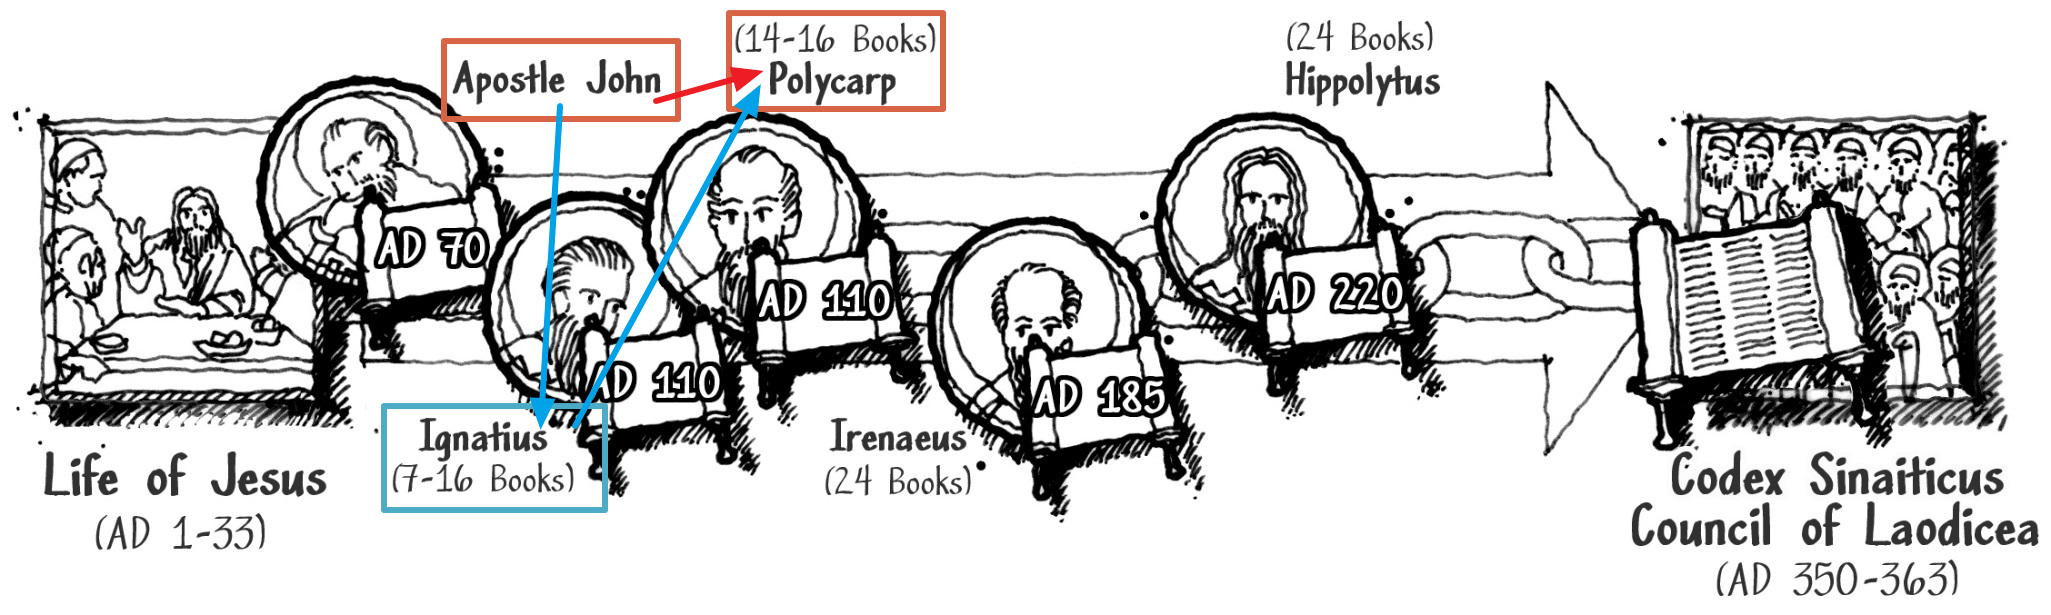 Apostle John
(14-16 Books)
Polycarp
(24 Books)
Hippolytus
AD 70
AD 110
AD 110
AD 185
AD 220
Life of Jesus
(AD 1-33)
Ignatius
(7-16 Books)
Irenaeus
(24 Books)
Codex Sinaiticus
Council of Laodicea
(AD 350-363)